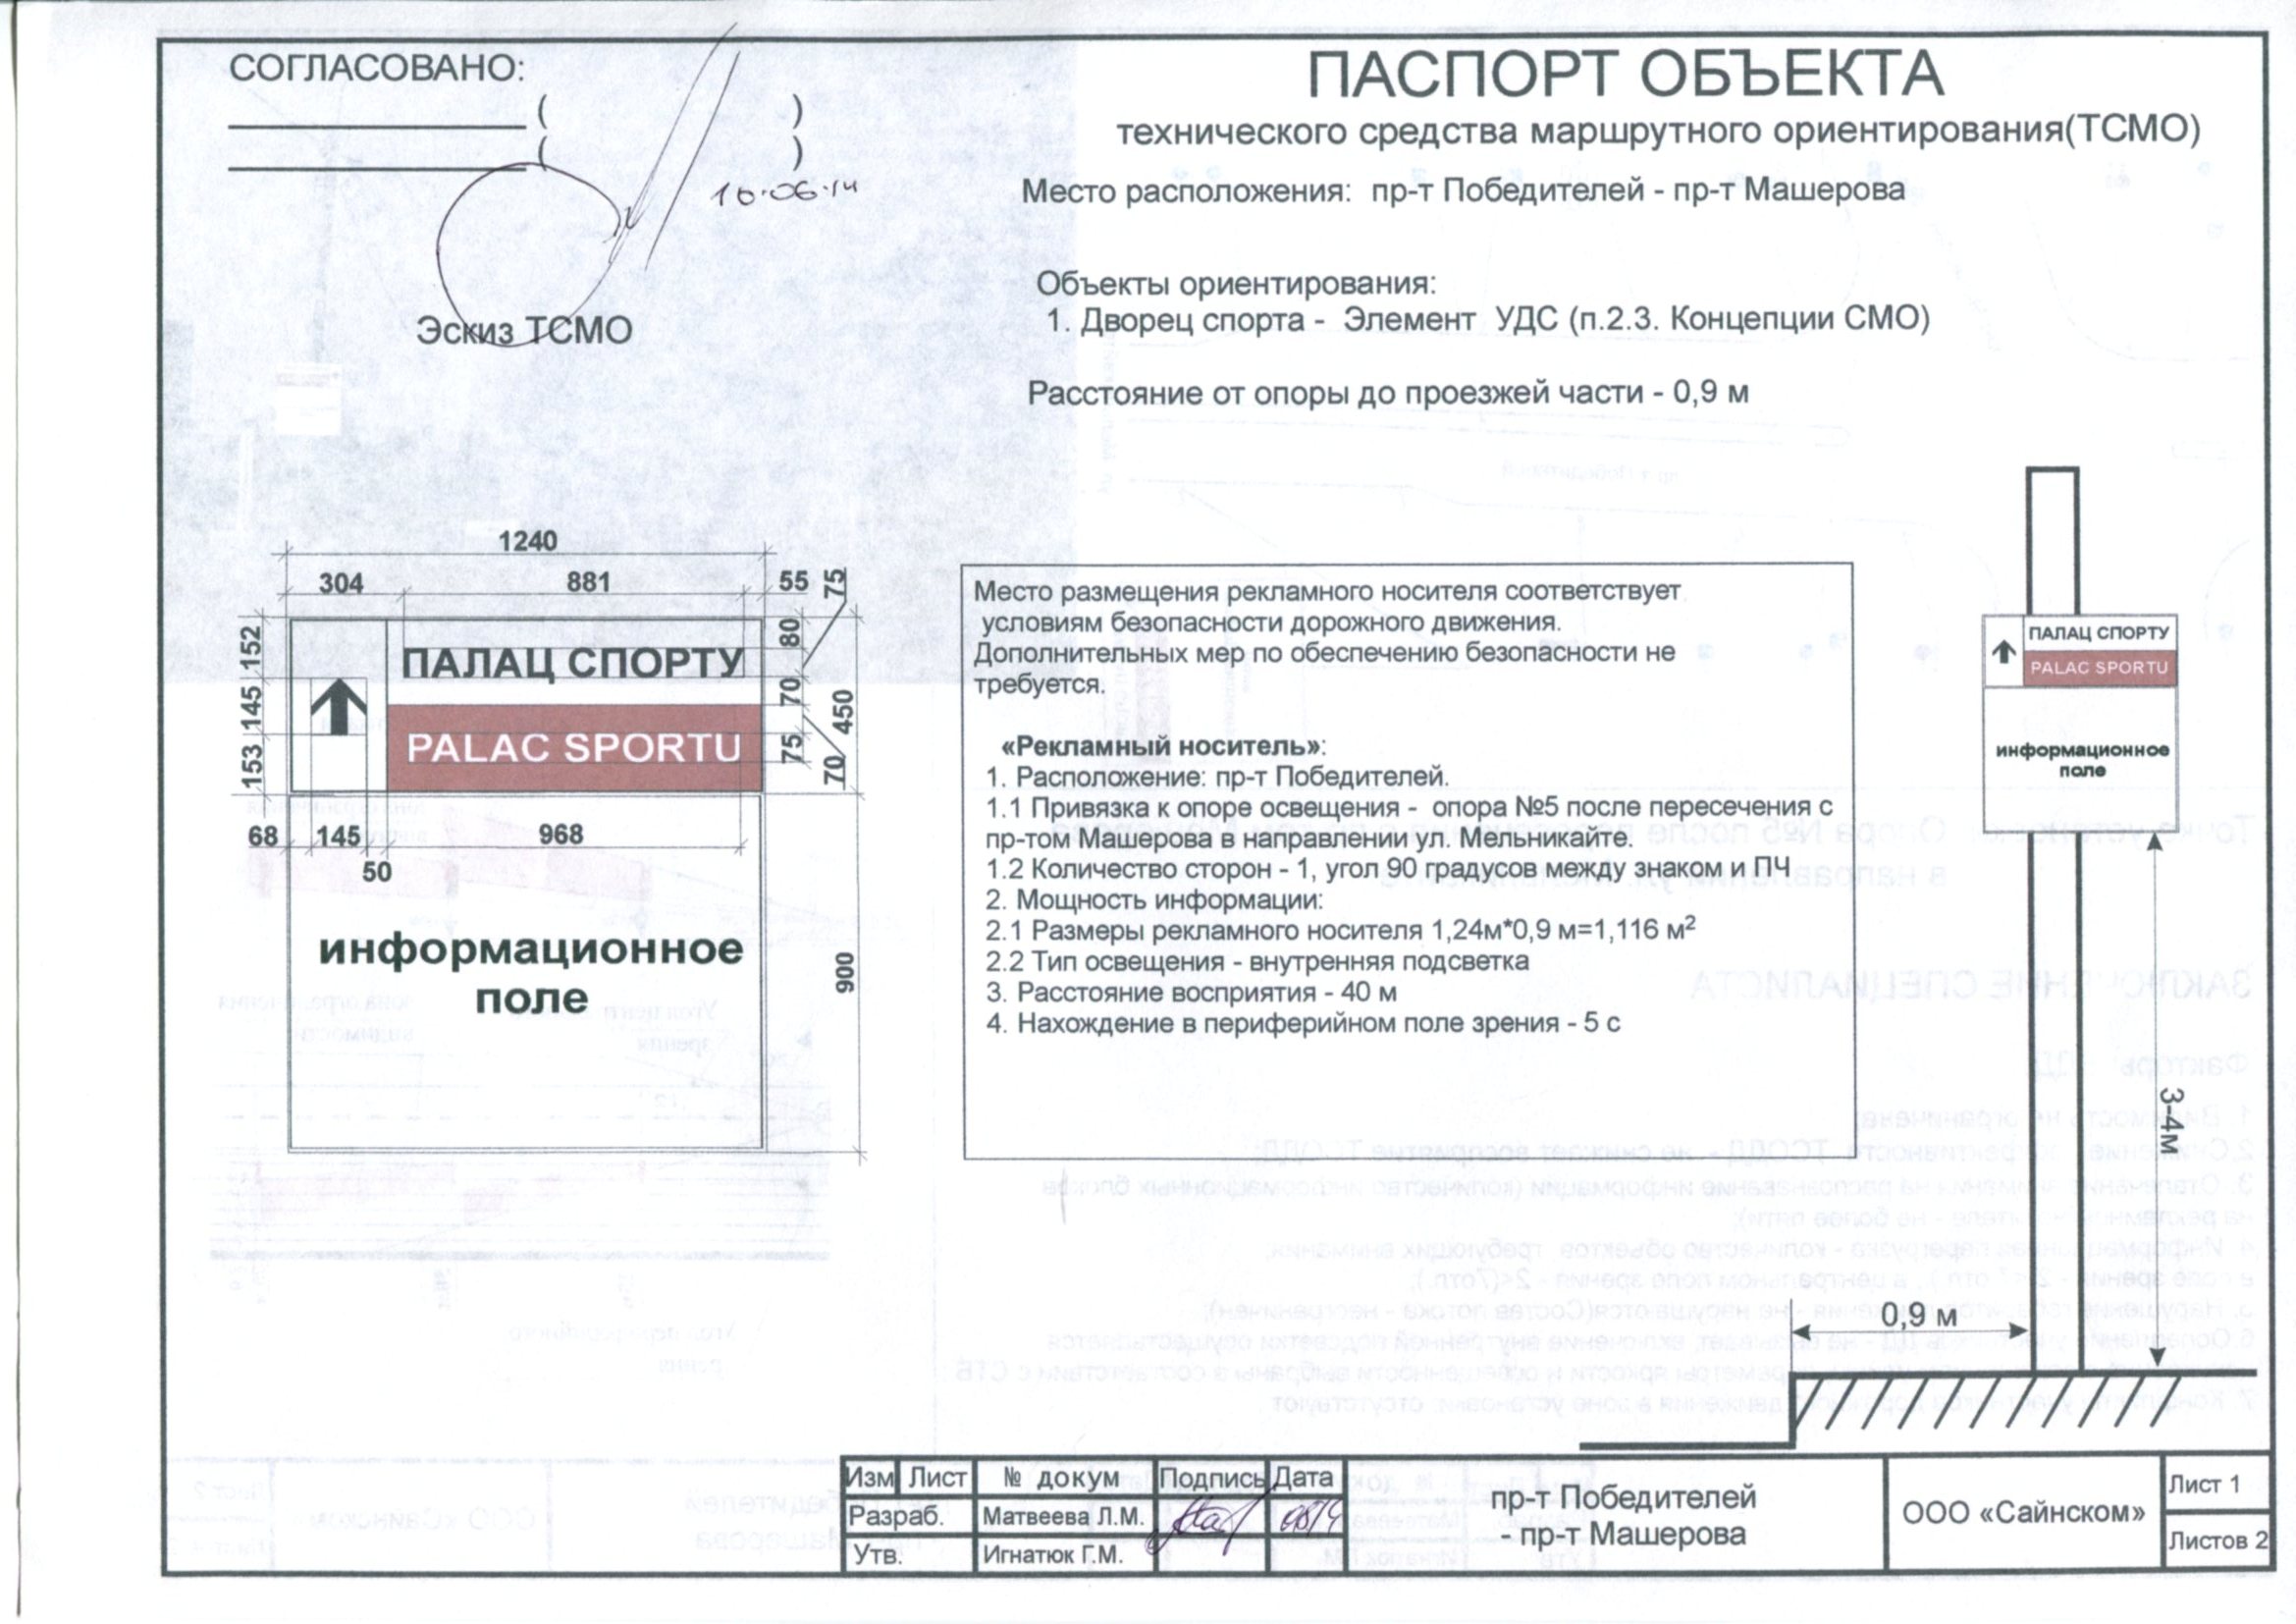 СОГЛАСОВАНО:
( )
( )
16.06.14
Эскиз ТСМО
ПАСПОРТ ОБЪЕКТА
технического средства маршрутного ориентирования(ТСМО)
Место расположения: пр-т Победителей - пр-т Машерова
Объекты ориентирования:
1. Дворец спорта - Элемент УДС (п.2.3. Концепции СМО)
Расстояние от опоры до проезжей части - 0,9 м
1240
304 881 55 75
152 145 153
80 70 75 70
450
900
ПАЛАЦ СПОРТУ
PALAC SPORTU
68 145 968
50
информационное
поле
Место размещения рекламного носителя соответствует
условиям безопасности дорожного движения.
Дополнительных мер по обеспечению безопасности не
требуется.
«Рекламный носитель»:
1. Расположение: пр-т Победителей.
1.1 Привязка к опоре освещения - опора №5 после пересечения с
пр-том Машерова в направлении ул. Мельникайте.
1.2 Количество сторон - 1, угол 90 градусов между знаком и ПЧ
2. Мощность информации:
2.1 Размеры рекламного носителя 1,24м*0,9 м=1,116 м²
2.2 Тип освещения - внутренняя подсветка
3. Расстояние восприятия - 40 м
4. Нахождение в периферийном поле зрения - 5 с
ПАЛАЦ СПОРТУ
PALAC SPORTU
информационное
поле
3-4м
0,9 м
Изм Лист № докум Подпись Дата
Разраб. Матвеева Л.М.
Утв. Игнатюк Г.М.
пр-т Победителей
- пр-т Машерова
ООО «Сайнском»
Лист 1
Листов 2